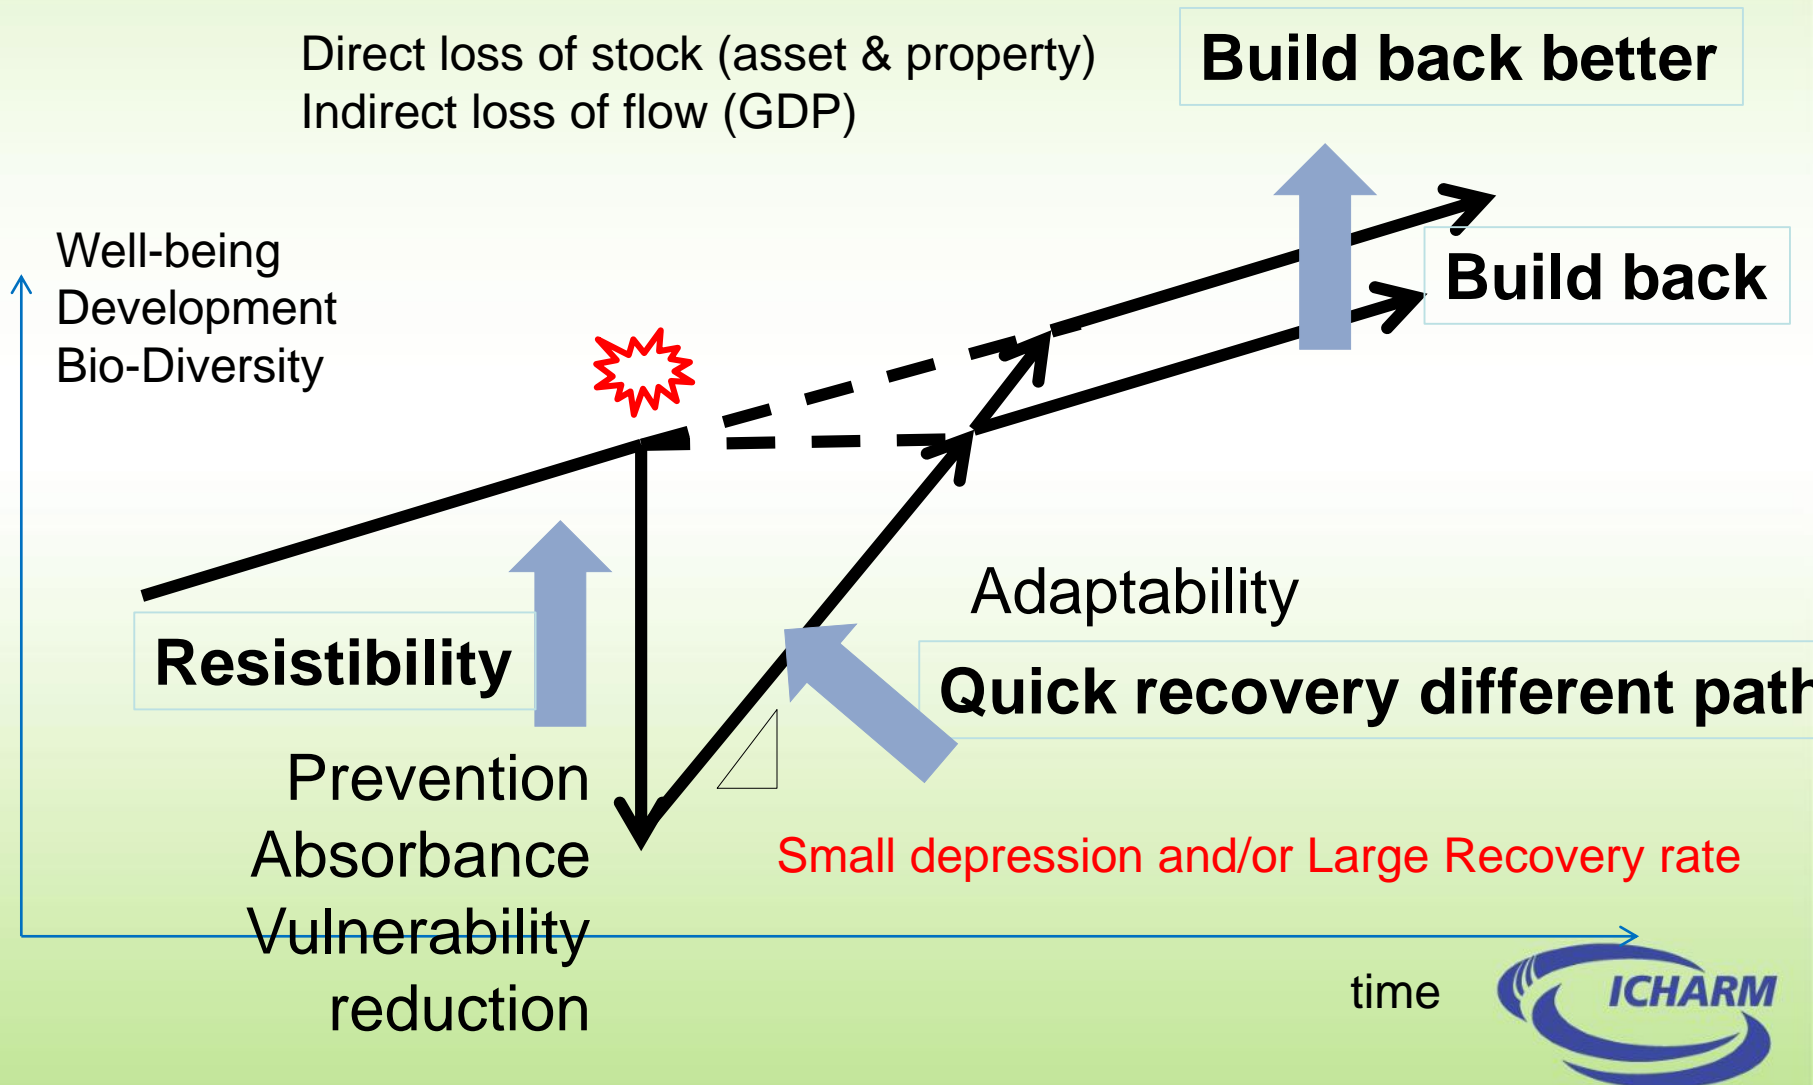 Direct loss of stock (asset & property)
Indirect loss of flow (GDP)
Build back better
Well-being
Development
Bio-Diversity
Build back
Adaptability
Resistibility
Quick recovery different path
Prevention
Absorbance
Vulnerability
reduction
Small depression and/or Large Recovery rate
time
ICHARM